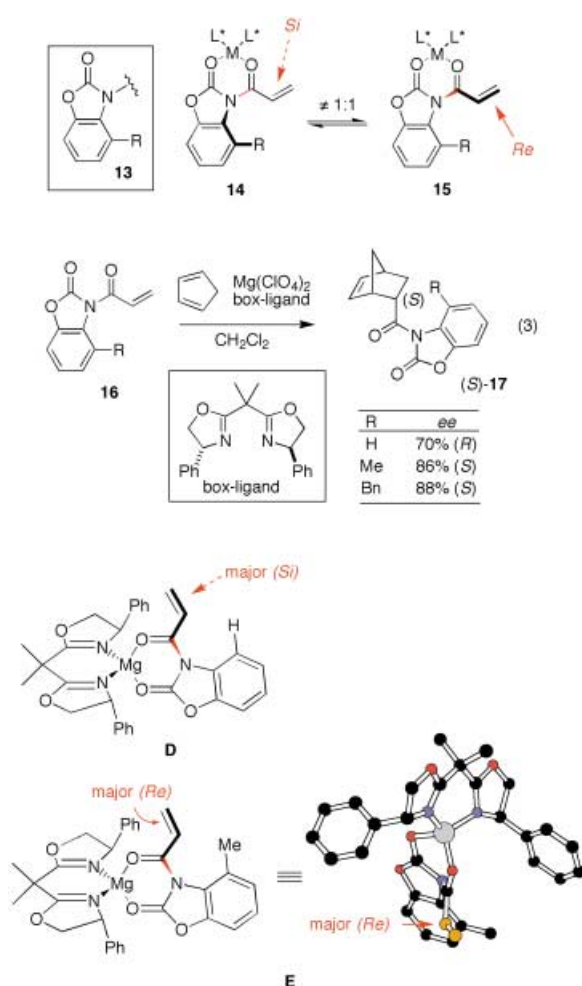 L* L* Si L* L*
O M M
O N O O O O O
O N O N ≠ 1:1 O N
R R R Re
13 14 15
O O
O N
R
16
Mg(ClO4)2
box-ligand
CH2Cl2
(S) R
O N
O O
(S)-17
(3)
O O
N N
Ph Ph
box-ligand
R ee
H 70% (R)
Me 86% (S)
Bn 88% (S)
major (Si)
O Ph H
N O N
Mg
N O O
O Ph
D
major (Re)
O Ph Me
N O N
Mg
N O O
O Ph
major (Re)
E